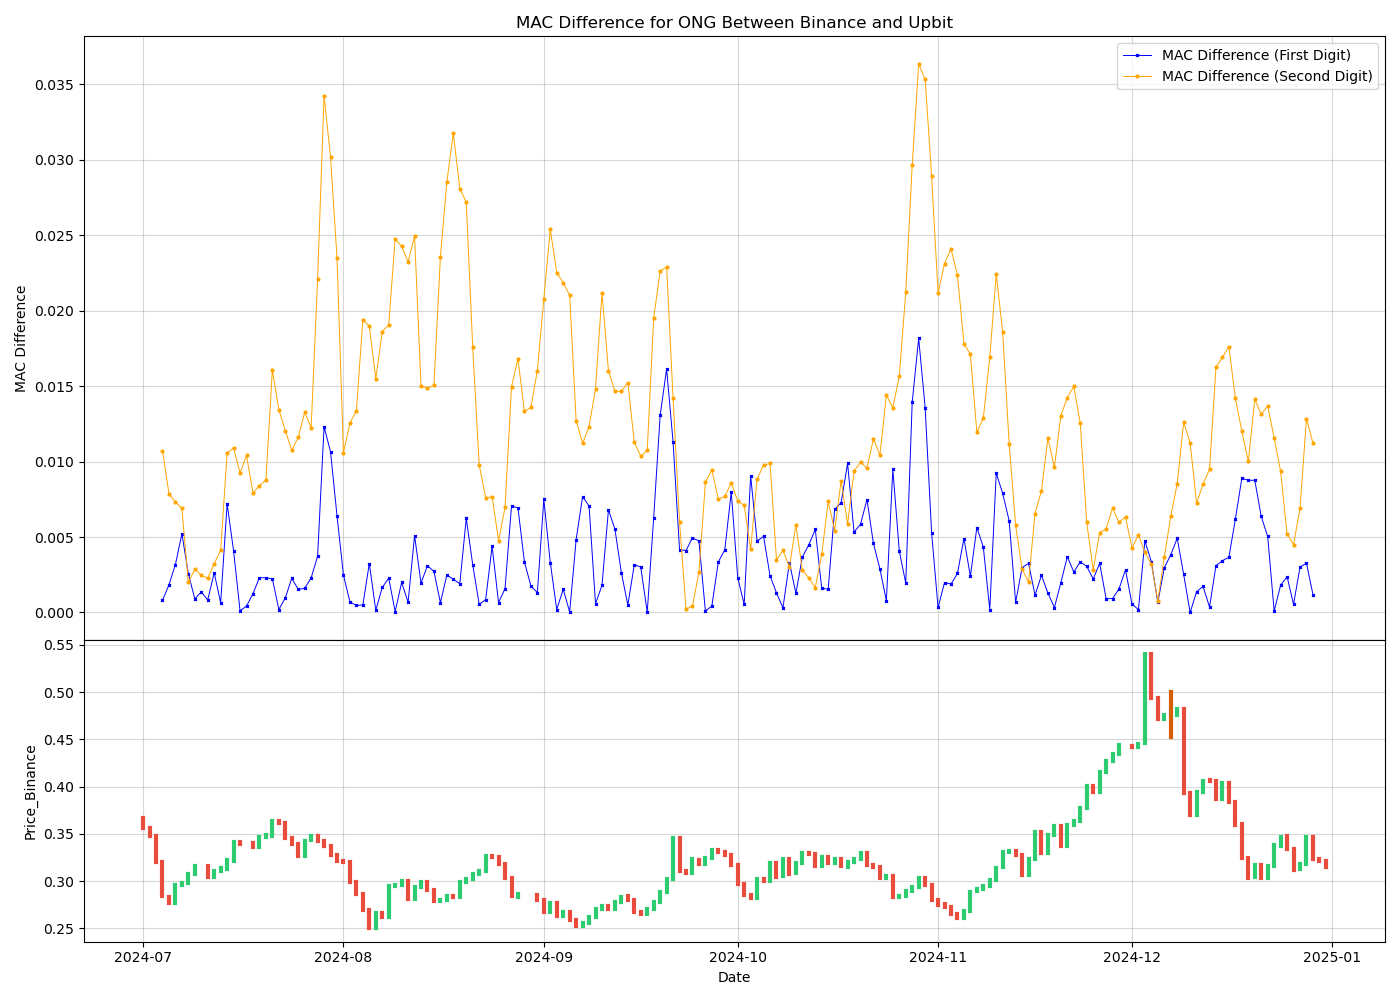 MAC Difference for ONG Between Binance and Upbit
MAC Difference (First Digit)
MAC Difference (Second Digit)
MAC Difference
0.035
0.030
0.025
0.020
0.015
0.010
0.005
0.000
Price_Binance
0.55
0.50
0.45
0.40
0.35
0.30
0.25
2024-07 2024-08 2024-09 2024-10 2024-11 2024-12 2025-01
Date